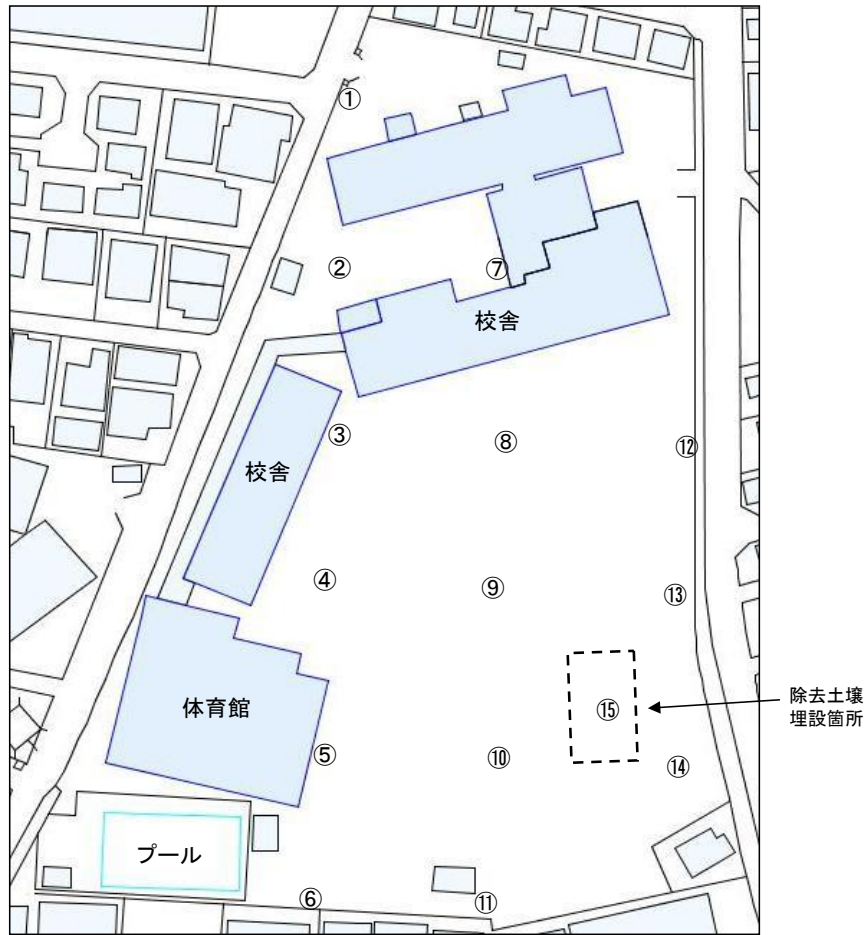 ①
②
⑦
校舎
③
⑧
⑫
校舎
④
⑨
⑬
体育館
⑮
除去土壌
埋設箇所
⑤
⑩
⑭
プール
⑥
⑪